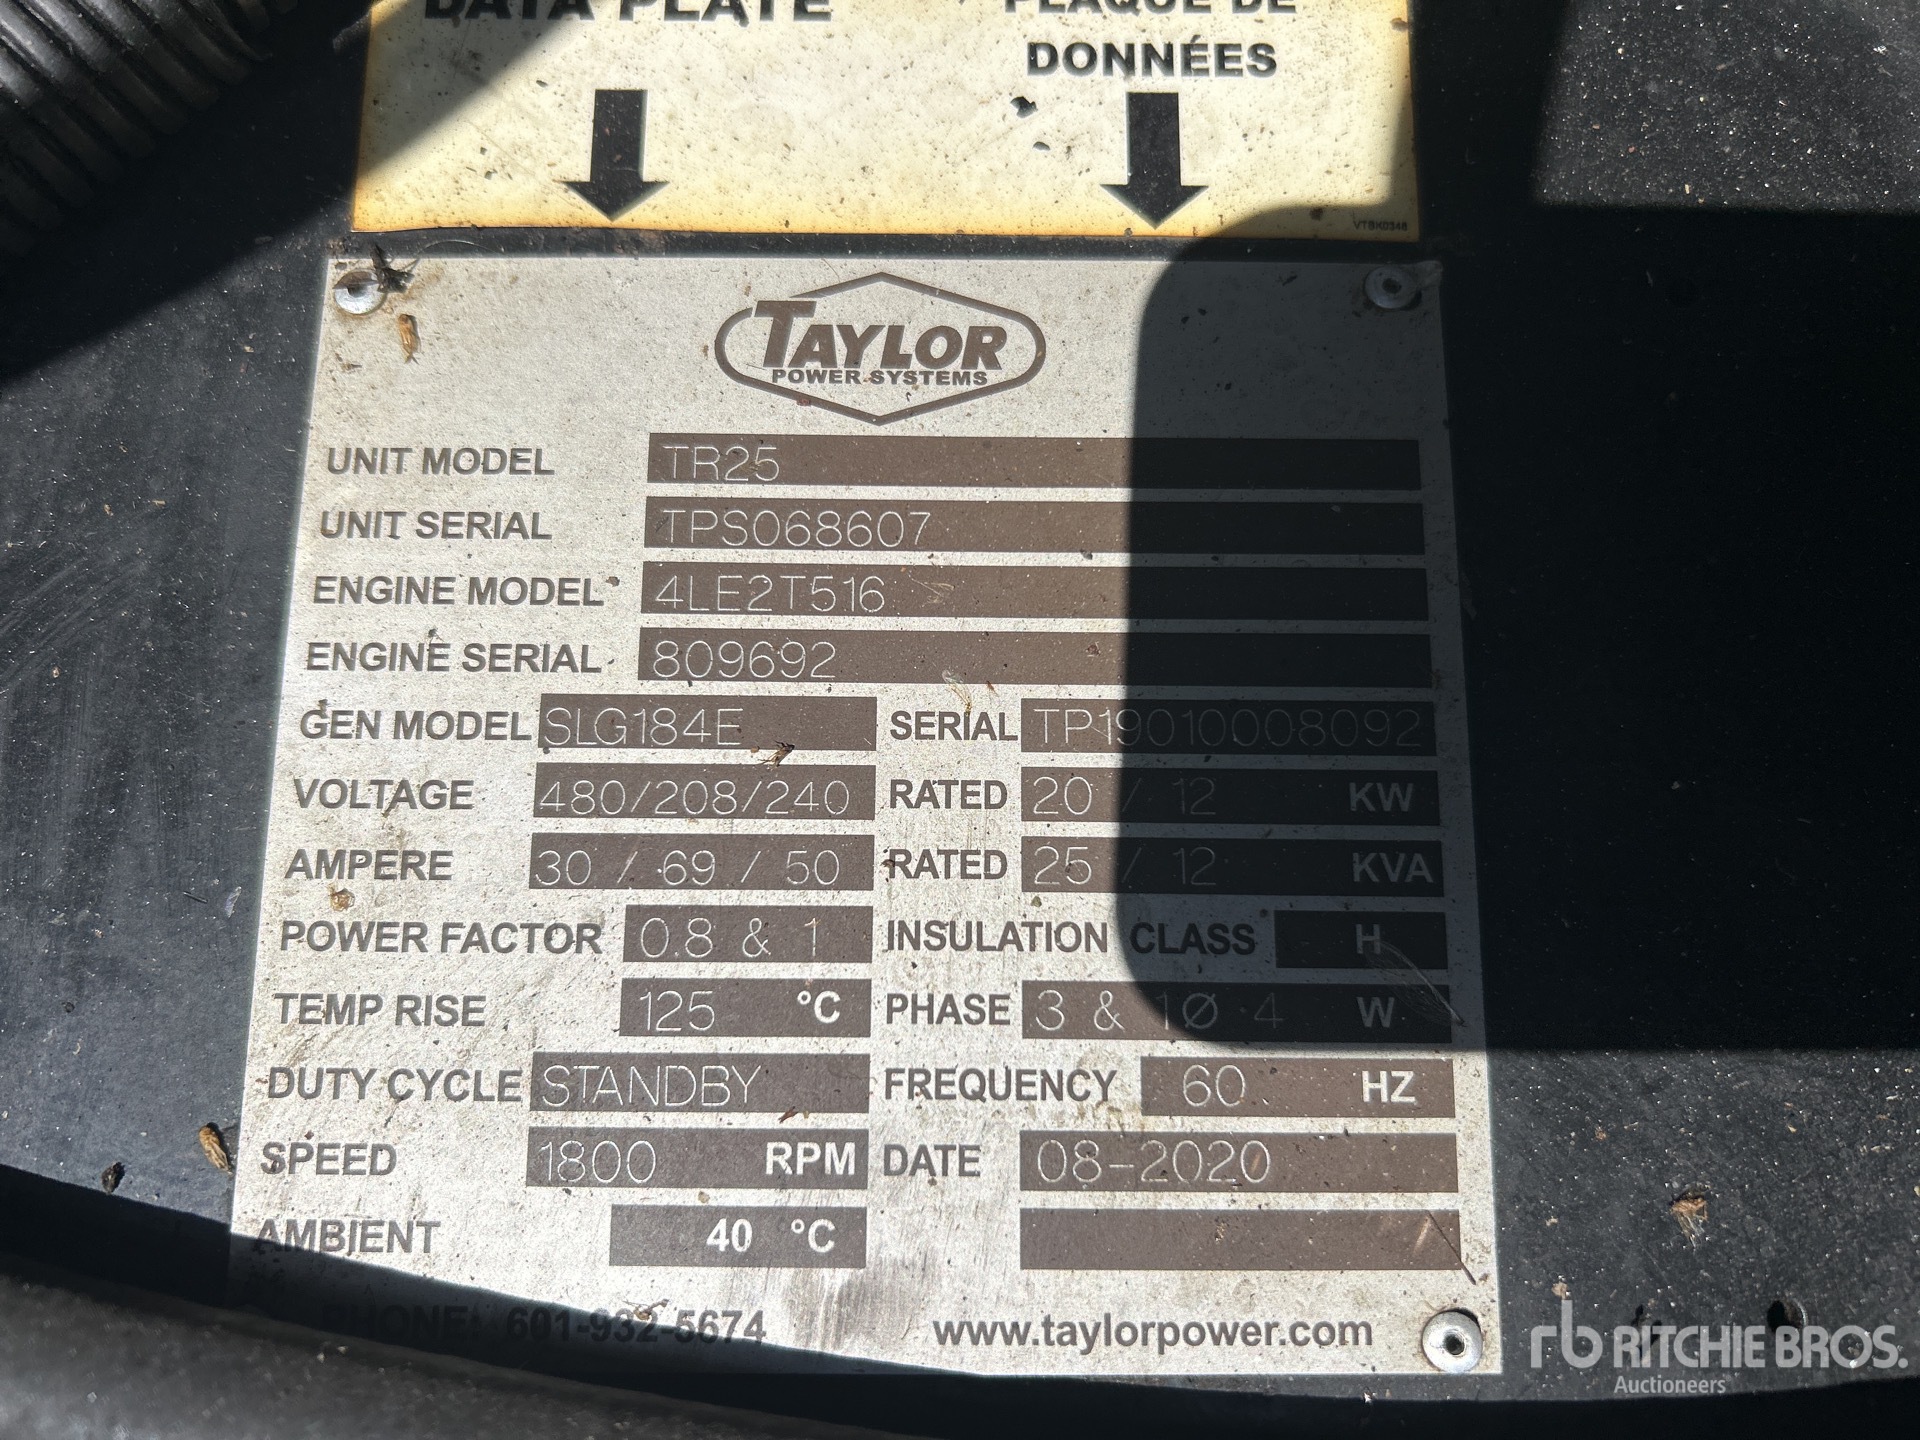 DATA PLATE
PLAQUE DE
DONNÉES
VTBK0348
TAYLOR
POWER SYSTEMS
UNIT MODEL TR25
UNIT SERIAL TPS068607
ENGINE MODEL 4LE2T516
ENGINE SERIAL 809692
GEN MODEL SLG184E SERIAL TP19010008092
VOLTAGE 480/208/240 RATED 20 / 12 KW
AMPERE 30 / 69 / 50 RATED 25 / 12 KVA
POWER FACTOR 0.8 & 1 INSULATION CLASS H
TEMP RISE 125 °C PHASE 3 & 1Ø 4 W
DUTY CYCLE STANDBY FREQUENCY 60 HZ
SPEED 1800 RPM DATE 08-2020
AMBIENT 40 °C
PHONE: 601-932-5674 www.taylorpower.com
rb RITCHIE BROS.
Auctioneers